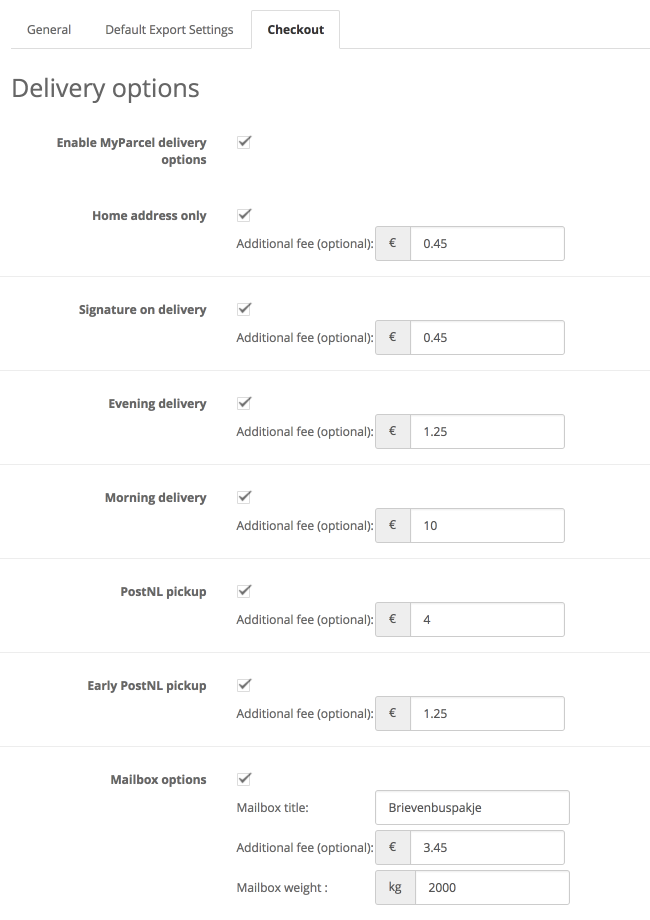 General Default Export Settings Checkout
Delivery options
Enable MyParcel delivery
options
Home address only
Additional fee (optional): € 0.45
Signature on delivery
Additional fee (optional): € 0.45
Evening delivery
Additional fee (optional): € 1.25
Morning delivery
Additional fee (optional): € 10
PostNL pickup
Additional fee (optional): € 4
Early PostNL pickup
Additional fee (optional): € 1.25
Mailbox options
Mailbox title: Brievenbuspakje
Additional fee (optional): € 3.45
Mailbox weight : kg 2000